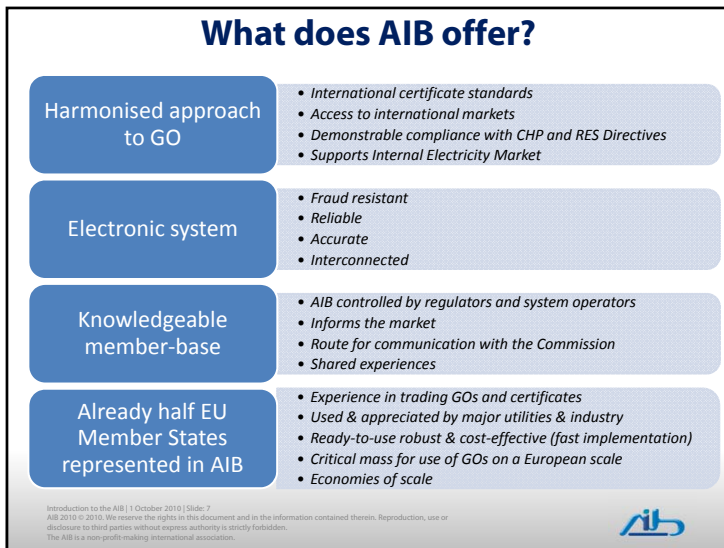 What does AIB offer?
Harmonised approach
to GO
• International certificate standards
• Access to international markets
• Demonstrable compliance with CHP and RES Directives
• Supports Internal Electricity Market
Electronic system
• Fraud resistant
• Reliable
• Accurate
• Interconnected
Knowledgeable
member-base
• AIB controlled by regulators and system operators
• Informs the market
• Route for communication with the Commission
• Shared experiences
Already half EU
Member States
represented in AIB
• Experience in trading GOs and certificates
• Used & appreciated by major utilities & industry
• Ready-to-use robust & cost-effective (fast implementation)
• Critical mass for use of GOs on a European scale
• Economies of scale
Introduction to the AIB | 1 October 2010 | Slide: 7
AIB 2010 © 2010. We reserve the rights in this document and in the information contained therein. Reproduction, use or
disclosure to third parties without express authority is strictly forbidden.
The AIB is a non-profit-making international association.
aib